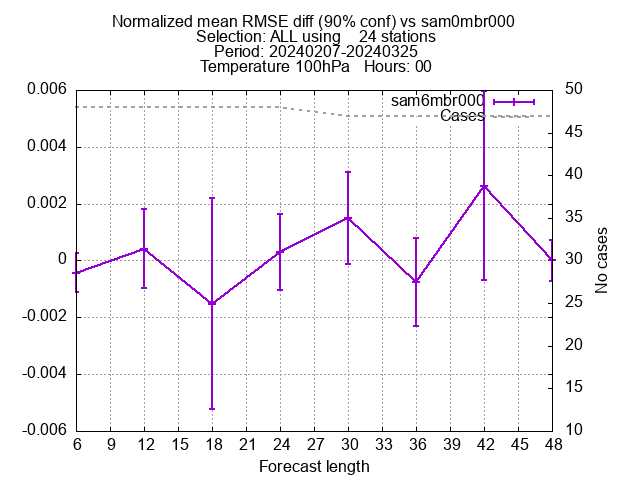 Normalized mean RMSE diff (90% conf) vs sam0mbr000
Selection: ALL using    24 stations
Period: 20240207-20240325
Temperature 100hPa   Hours: 00
sam6mbr000
Cases
0.006
0.004
0.002
0
-0.002
-0.004
-0.006
50
45
40
35
30
25
20
15
10
No cases
6 9 12 15 18 21 24 27 30 33 36 39 42 45 48
Forecast length